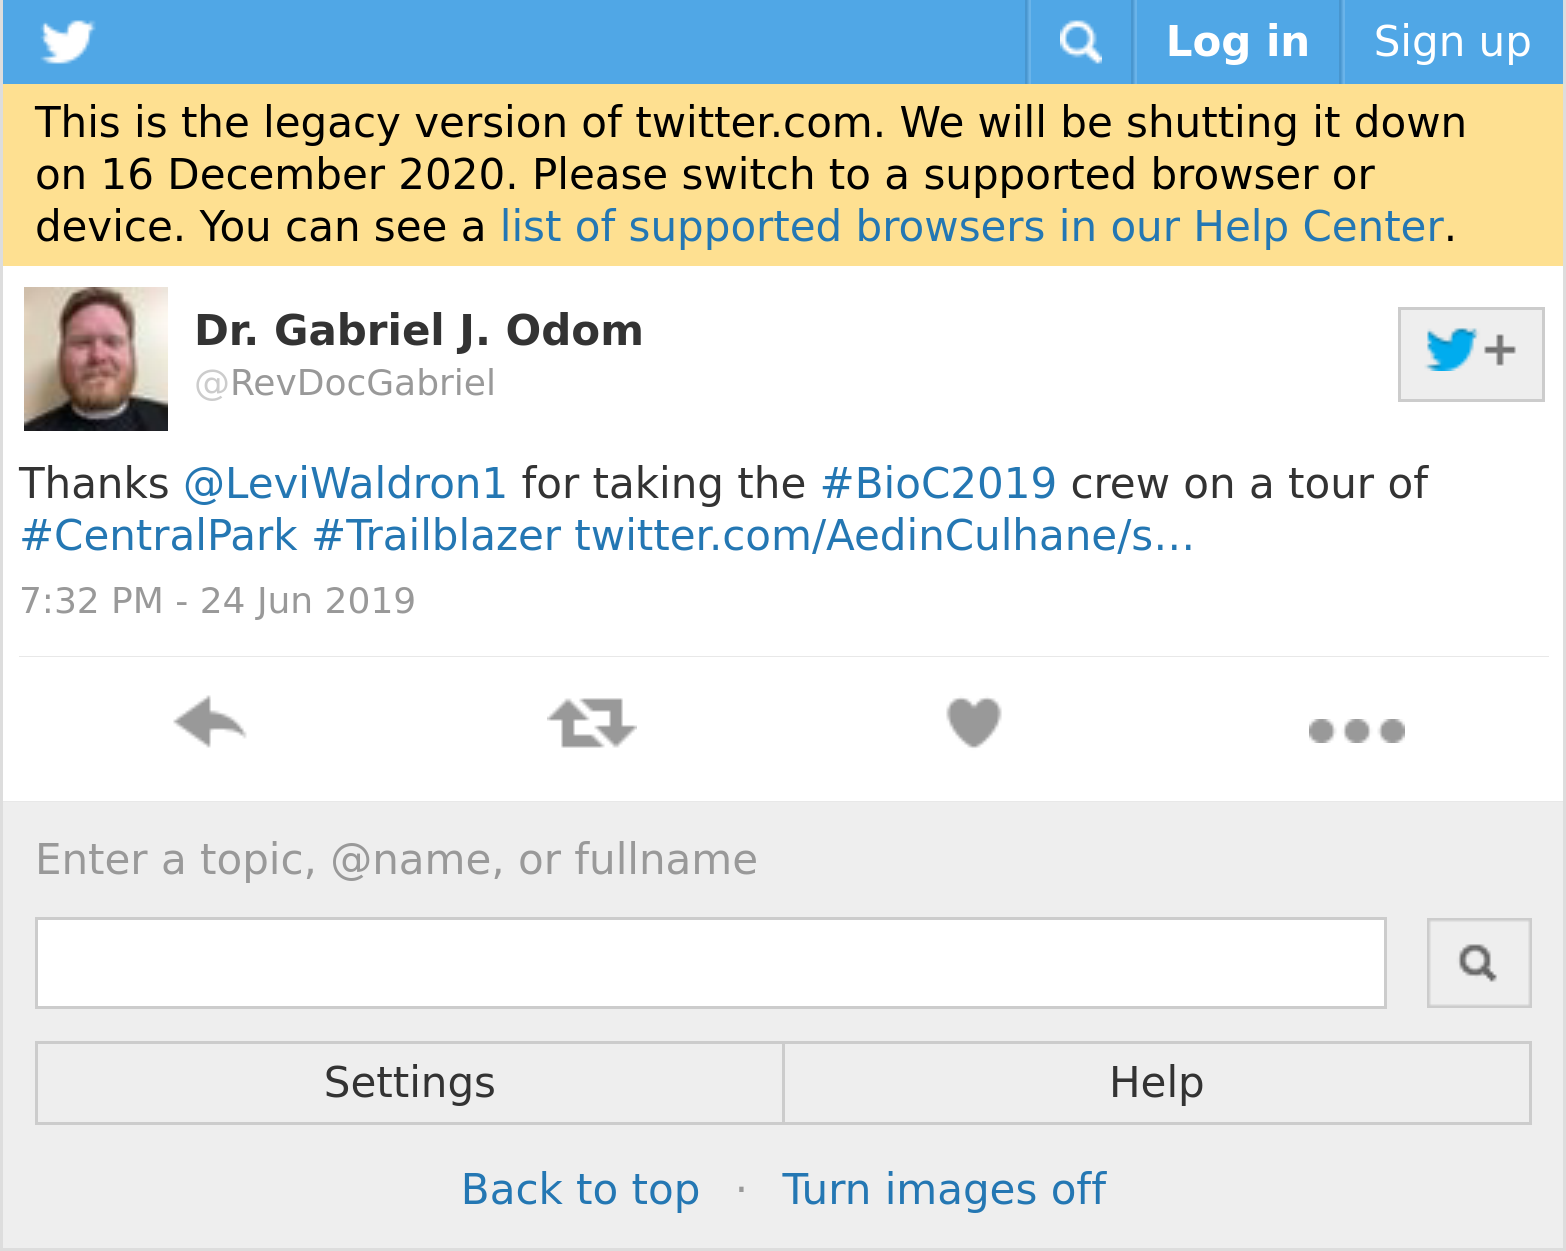 Log in
Sign up
This is the legacy version of twitter.com. We will be shutting it down
on 16 December 2020. Please switch to a supported browser or
device. You can see a list of supported browsers in our Help Center.
Dr. Gabriel J. Odom
@RevDocGabriel
+
Thanks @LeviWaldron1 for taking the #BioC2019 crew on a tour of
#CentralPark #Trailblazer twitter.com/AedinCulhane/s…
7:32 PM - 24 Jun 2019
Enter a topic, @name, or fullname
Settings
Help
Back to top · Turn images off